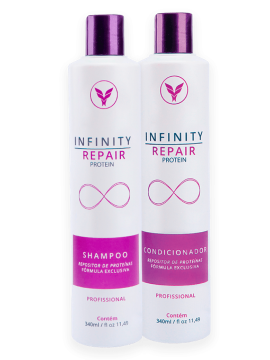 INFINITY
REPAIR
PROTEIN
SHAMPOO
REPOSITOR DE PROTEÍNAS
FÓRMULA EXCLUSIVA
PROFISSIONAL
Contém
340ml / fl oz 11,49
INFINITY
REPAIR
PROTEIN
CONDICIONADOR
REPOSITOR DE PROTEÍNAS
FÓRMULA EXCLUSIVA
PROFISSIONAL
Contém
340ml / fl oz 11,49